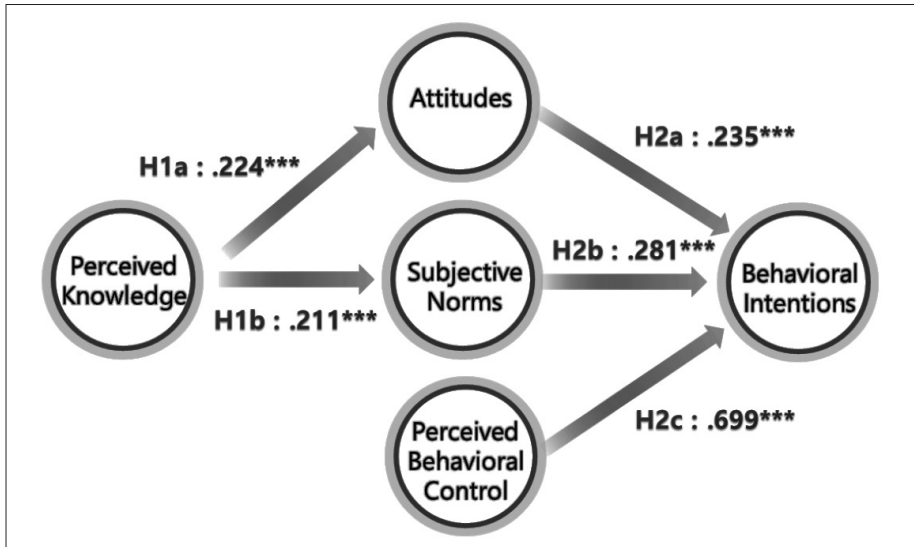 Attitudes
H1a : .224***
H2a : .235***
Perceived
Knowledge
H1b : .211***
Subjective
Norms
H2b : .281***
Behavioral
Intentions
Perceived
Behavioral
Control
H2c : .699***